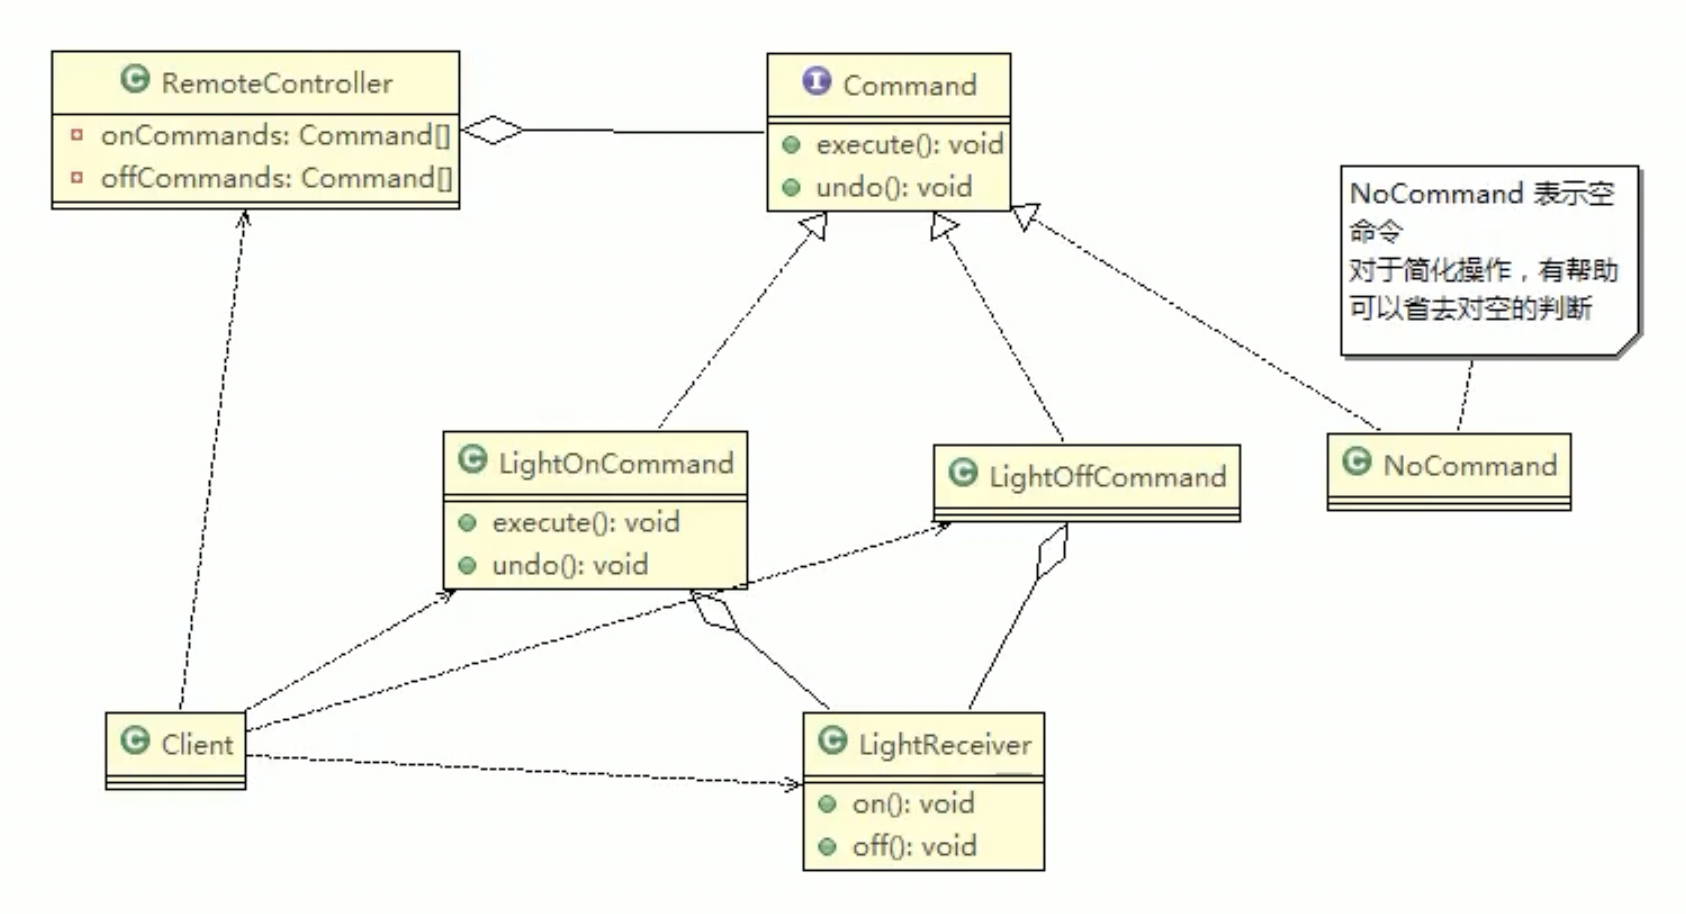 RemoteController
onCommands: Command[]
offCommands: Command[]
Command
execute(): void
undo(): void
NoCommand 表示空
命令
对于简化操作，有帮助
可以省去对空的判断
LightOnCommand
execute(): void
undo(): void
LightOffCommand
NoCommand
Client
LightReceiver
on(): void
off(): void